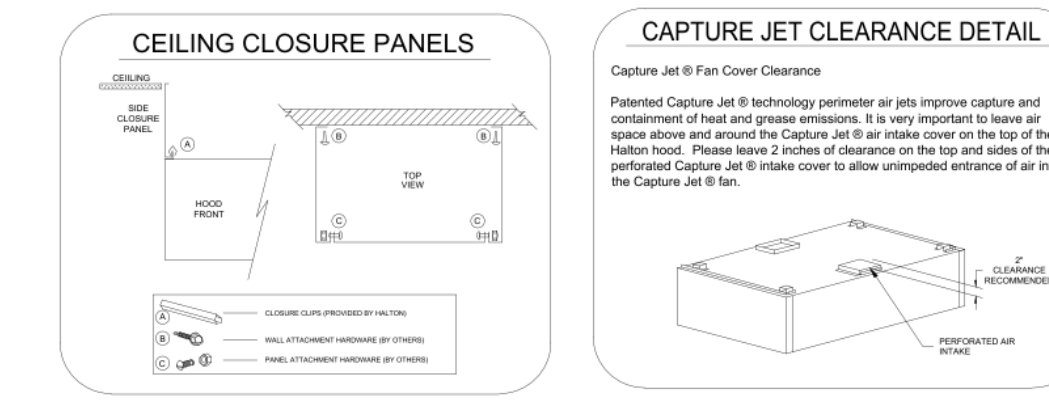 CEILING CLOSURE PANELS
CEIILING
SIDE
CLOSURE
PANEL
A
HOOD
FRONT
B
B
TOP
VIEW
C
C
A
CLOSURE CLIPS (PROVIDED BY HALTON)
B
WALL ATTACHMENT HARDWARE (BY OTHERS)
C
PANEL ATTACHMENT HARDWARE (BY OTHERS)
CAPTURE JET CLEARANCE DETAIL
Capture Jet ® Fan Cover Clearance
Patented Capture Jet ® technology perimeter air jets improve capture and
containment of heat and grease emissions. It is very important to leave air
space above and around the Capture Jet ® air intake cover on the top of the
Halton hood. Please leave 2 inches of clearance on the top and sides of the
perforated Capture Jet ® intake cover to allow unimpeded entrance of air in
the Capture Jet ® fan.
2"
CLEARANCE
RECOMMENDE
PERFORATED AIR
INTAKE